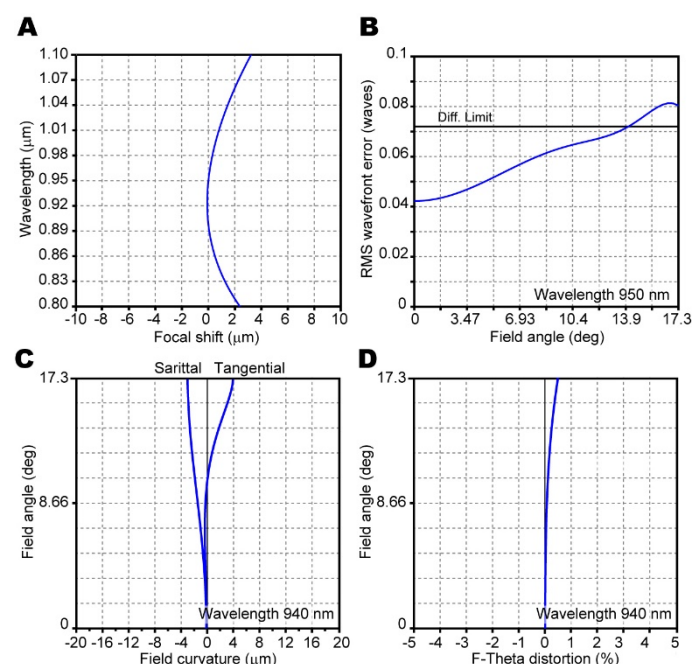 A
1.10
1.07
1.04
1.01
0.98
0.95
0.92
0.89
0.86
0.83
0.80
Wavelength (μm)
-10 -8 -6 -4 -2 0 2 4 6 8 10
Focal shift (μm)
B
0.1
0.08
0.06
0.04
0.02
0
RMS wavefront error (waves)
Diff. Limit
Wavelength 950 nm
0 3.47 6.93 10.4 13.9 17.3
Field angle (deg)
C
Sarittal Tangential
17.3
8.66
0
Field angle (deg)
Wavelength 940 nm
-20 -16 -12 -8 -4 0 4 8 12 16 20
Field curvature (μm)
D
17.3
8.66
0
Field angle (deg)
Wavelength 940 nm
-5 -4 -3 -2 -1 0 1 2 3 4 5
F-Theta distortion (%)